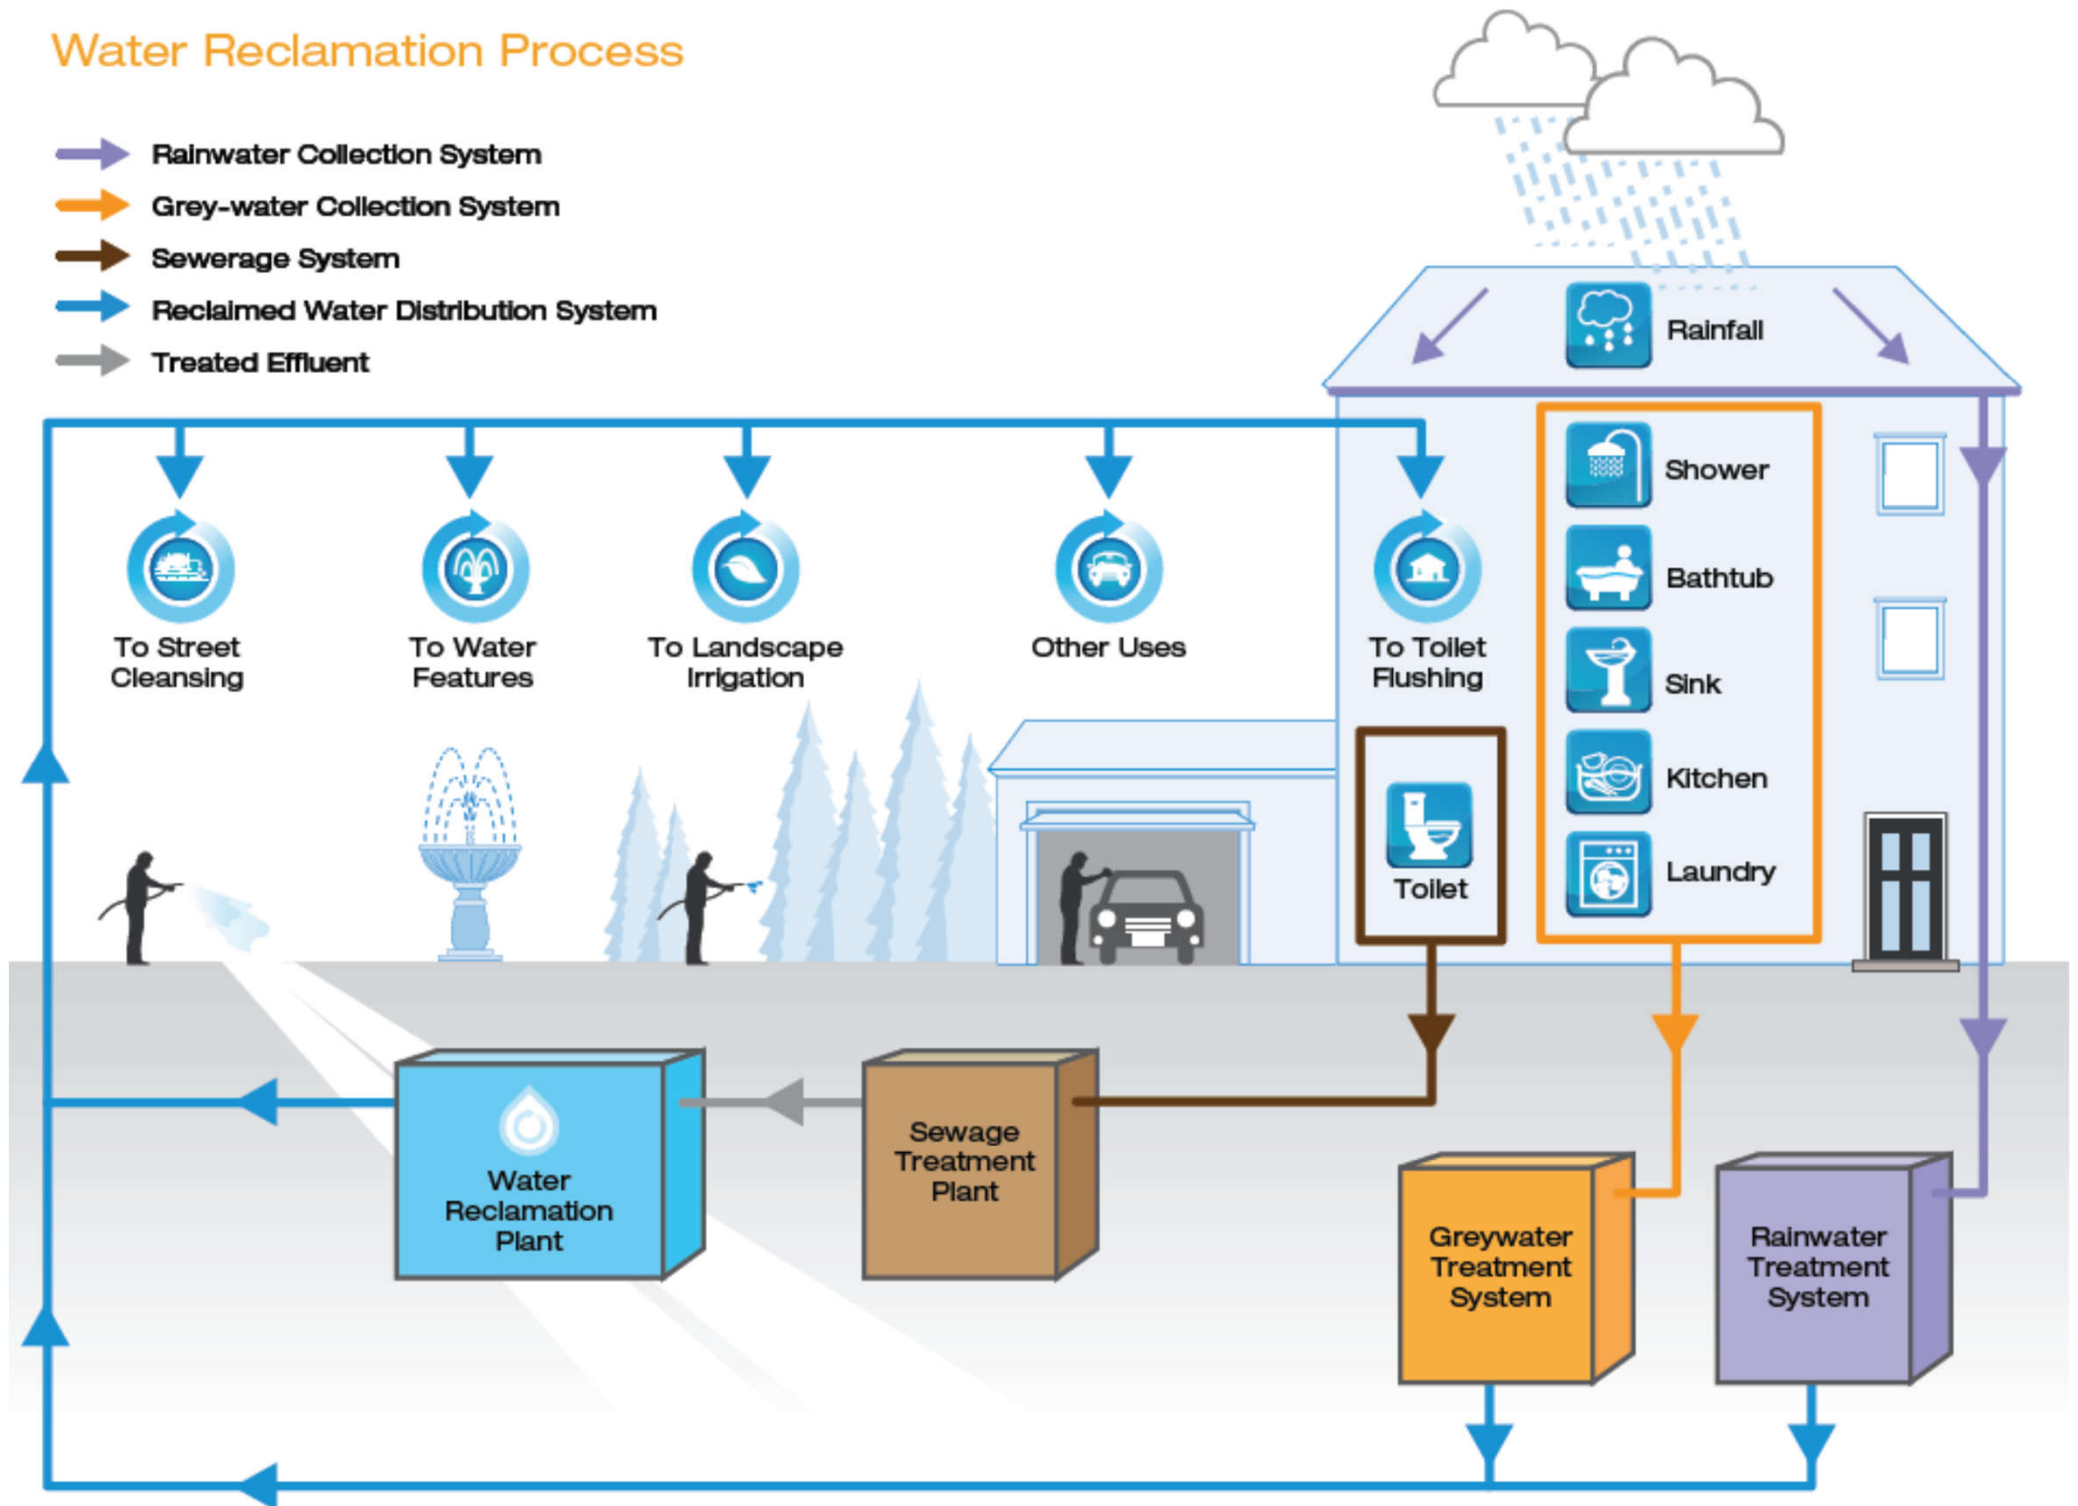 Water Reclamation Process
Rainwater Collection System
Grey-water Collection System
Sewerage System
Reclaimed Water Distribution System
Treated Effluent
Rainfall
Shower
Bathtub
Sink
Kitchen
Laundry
To Street
Cleansing
To Water
Features
To Landscape
Irrigation
Other Uses
To Toilet
Flushing
Toilet
Water
Reclamation
Plant
Sewage
Treatment
Plant
Greywater
Treatment
System
Rainwater
Treatment
System